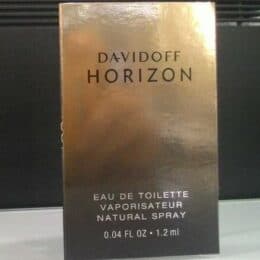 DAVIDOFF
HORIZON
EAU DE TOILETTE
VAPORISATEUR
NATURAL SPRAY
0.04 FL OZ • 1.2 ml